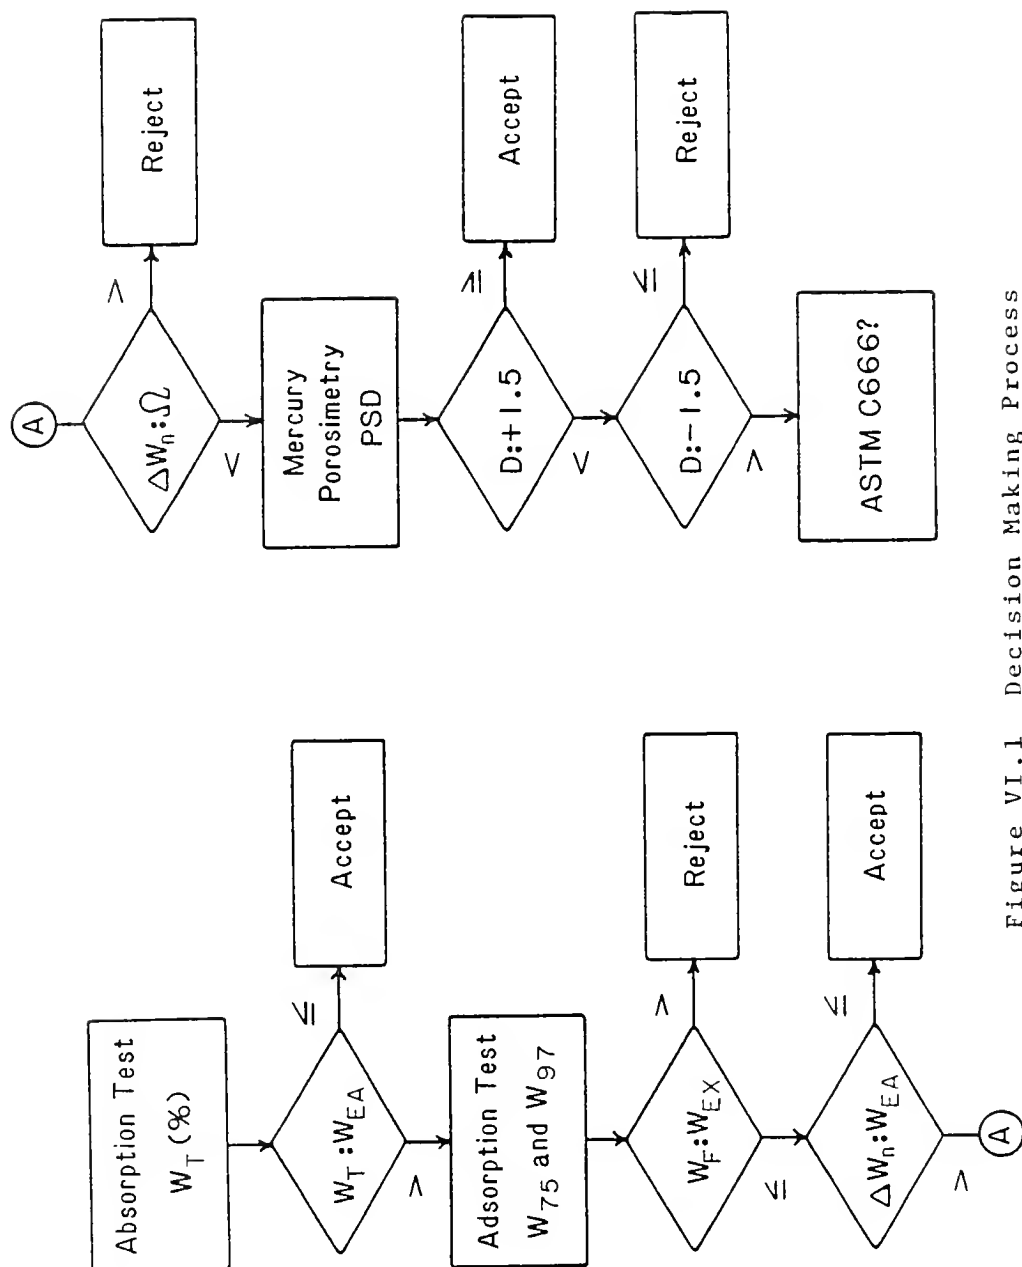 Absorption Test
W_T (%)
W_T : W_EA
≤
Accept
>
Adsorption Test
W_75 and W_97
W_F : W_EX
>
Reject
≤
ΔW_n : W_EA
≤
Accept
>
A
A
ΔW_n : Ω
>
Reject
<
Mercury
Porosimetry
PSD
D:+1.5
≥
Accept
<
D:−1.5
≤
Reject
>
ASTM C666?
Figure VI.1 Decision Making Process